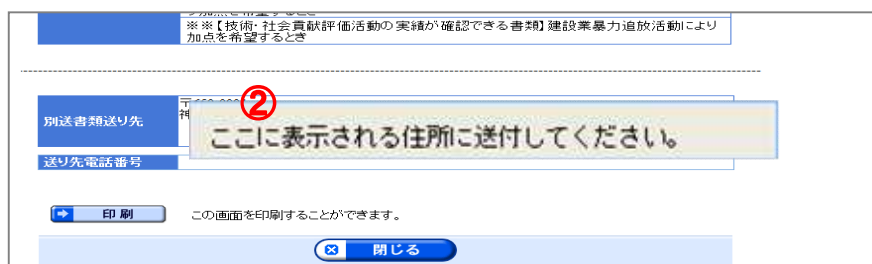 ※※【技術・社会貢献評価活動の実績が確認できる書類】建設業暴力追放活動により
加点を希望するとき
②
別送書類送り先
ここに表示される住所に送付してください。
送り先電話番号
印刷 この画面を印刷することができます。
閉じる